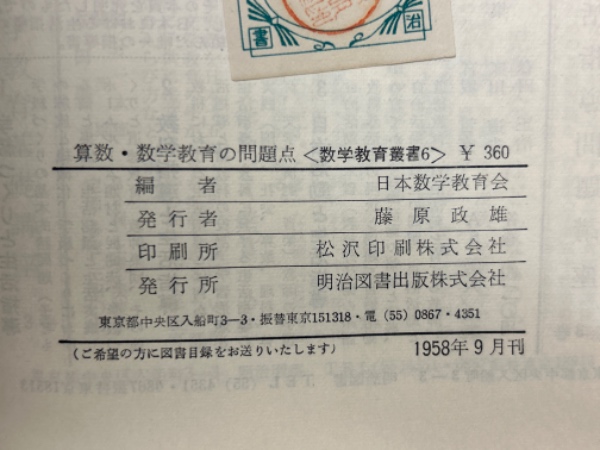 書 治
算数・数学教育の問題点＜数学教育叢書6＞ ￥ 360
編者 日本数学教育会
発行者 藤原政雄
印刷所 松沢印刷株式会社
発行所 明治図書出版株式会社
東京都中央区入船町3－3・振替東京151318・電(55)0867・4351
(ご希望の方に図書目録をお送りいたします) 1958年9月刊